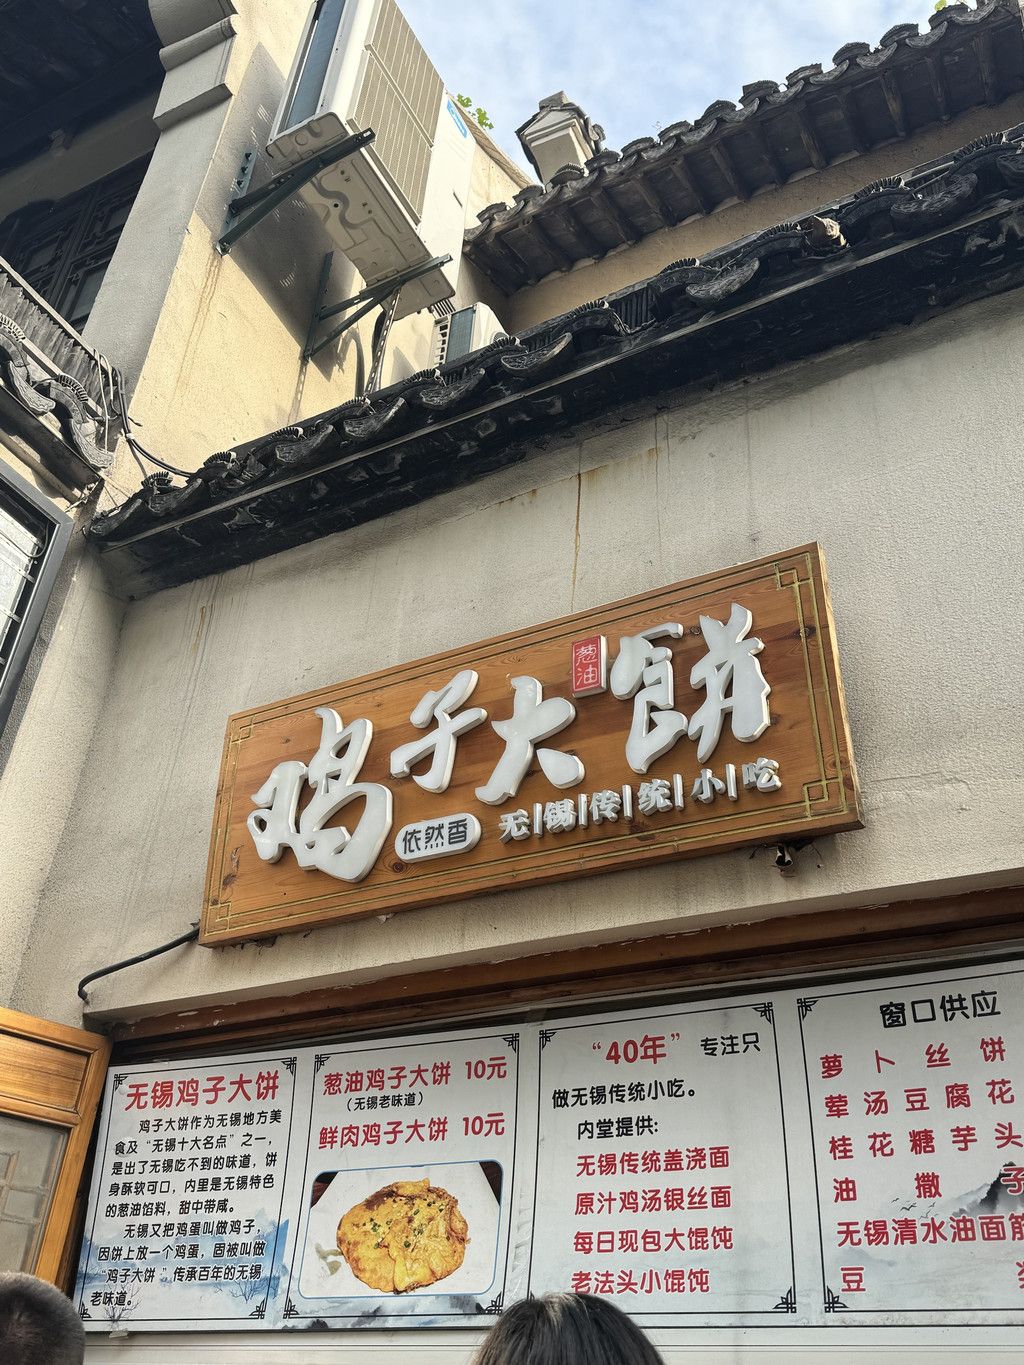 鸡子大饼
葱油
依然香
无|锡|传|统|小|吃
无锡鸡子大饼
鸡子大饼作为无锡地方美
食及“无锡十大名点”之一，
是出了无锡吃不到的味道，饼
身酥软可口，内里是无锡特色
的葱油馅料，甜中带咸。
无锡又把鸡蛋叫做鸡子，
因饼上放一个鸡蛋，固被叫做
“鸡子大饼”传承百年的无锡
老味道。
葱油鸡子大饼 10元
（无锡老味道）
鲜肉鸡子大饼 10元
“40年” 专注只
做无锡传统小吃。
内堂提供:
无锡传统盖浇面
原汁鸡汤银丝面
每日现包大馄饨
老法头小馄饨
窗口供应
萝卜丝饼
荤汤豆腐花
桂花糖芋头
油撒子
无锡清水油面筋
豆